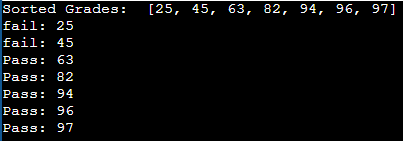 Sorted Grades:  [25, 45, 63, 82, 94, 96, 97]
fail: 25
fail: 45
Pass: 63
Pass: 82
Pass: 94
Pass: 96
Pass: 97